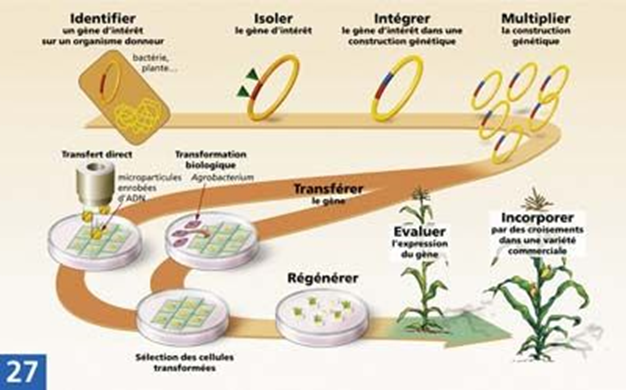 Identifier
un gène d'intérêt
sur un organisme donneur
bactérie,
plante...
Isoler
le gène d'intérêt
Intégrer
le gène d'intérêt dans une
construction génétique
Multiplier
la construction
génétique
Transfert direct
microparticules
enrobées
d'ADN
Transformation
biologique
Agrobacterium
Transférer
le gène
Sélection des cellules
transformées
Régénérer
Evaluer
l'expression
du gène
Incorporer
par des croisements
dans une variété
commerciale
27